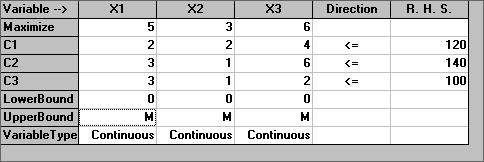 Variable --> X1 X2 X3 Direction R. H. S.
Maximize 5 3 6
C1 2 2 4 <= 120
C2 3 1 6 <= 140
C3 3 1 2 <= 100
LowerBound 0 0 0
UpperBound M M M
VariableType Continuous Continuous Continuous